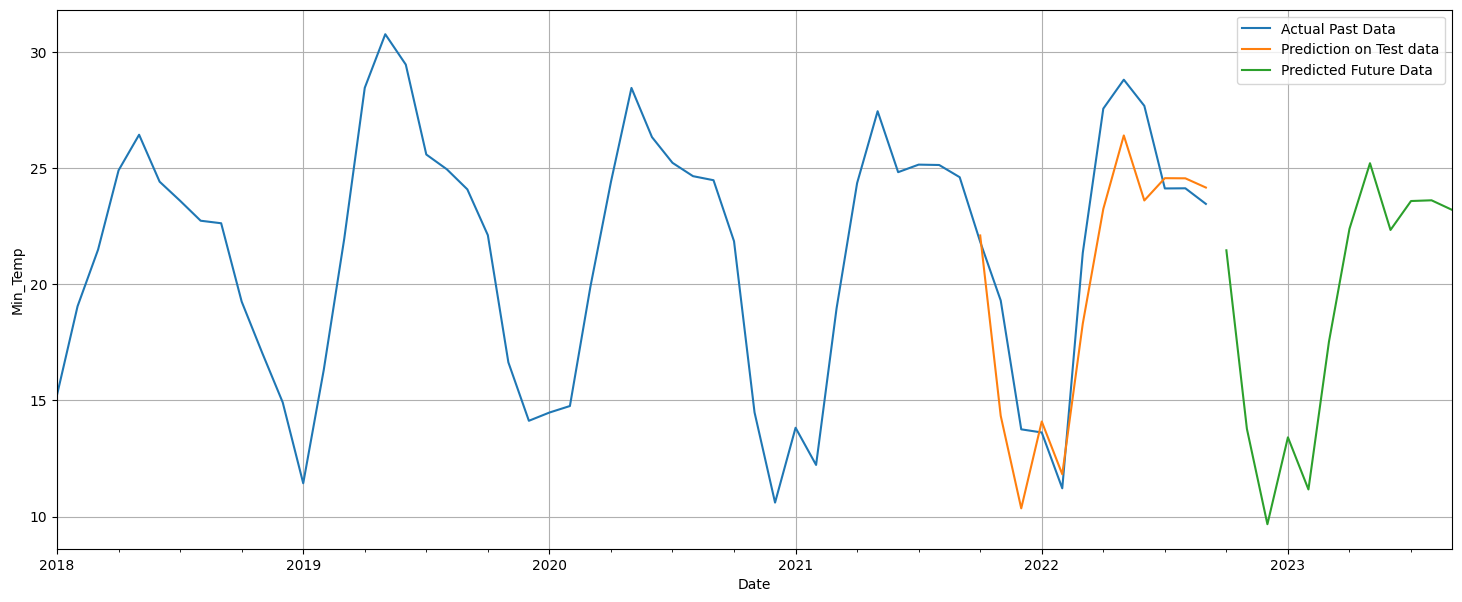 Actual Past Data
Prediction on Test data
Predicted Future Data
Min_Temp
30
25
20
15
10
2018 2019 2020 2021 2022 2023
Date